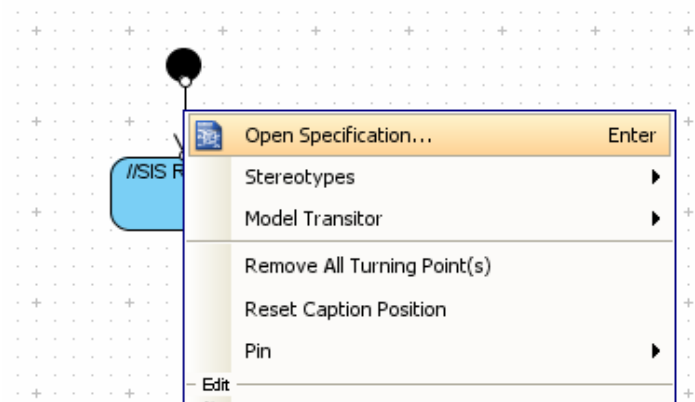 //SIS
Open Specification... Enter
Stereotypes
Model Transitor
Remove All Turning Point(s)
Reset Caption Position
Pin
Edit